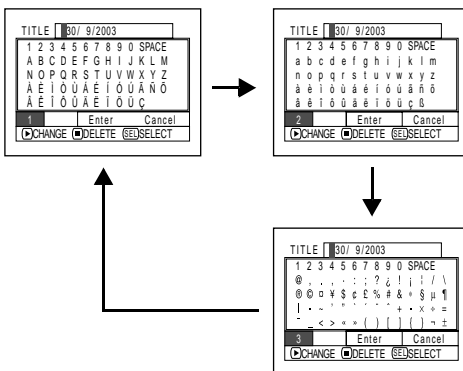 TITLE 30/ 9/2003
1 2 3 4 5 6 7 8 9 0 SPACE
A B C D E F G H I J K L M
N O P Q R S T U V W X Y Z
À È Ì Ò Ù Á É Í Ó Ú Ã Ñ Õ
Â Ê Î Ô Û Ä Ë Ï Ö Ü Ç
1 Enter Cancel
CHANGE DELETE SEL SELECT
TITLE 30/ 9/2003
1 2 3 4 5 6 7 8 9 0 SPACE
a b c d e f g h i j k l m
n o p q r s t u v w x y z
à è ì ò ù á é í ó ú ã ñ õ
â ê î ô û ä ë ï ö ü ç ß
2 Enter Cancel
CHANGE DELETE SEL SELECT
TITLE 30/ 9/2003
1 2 3 4 5 6 7 8 9 0 SPACE
@ , . ‚ · : ; ? ¿ ! ¡ ¦ / \
® © ¤ ¥ $ ¢ £ % # & ° § µ ¶
+ · × ÷ =
_ < > « » ( ) [ ] { } ¬ ±
3 Enter Cancel
CHANGE DELETE SEL SELECT